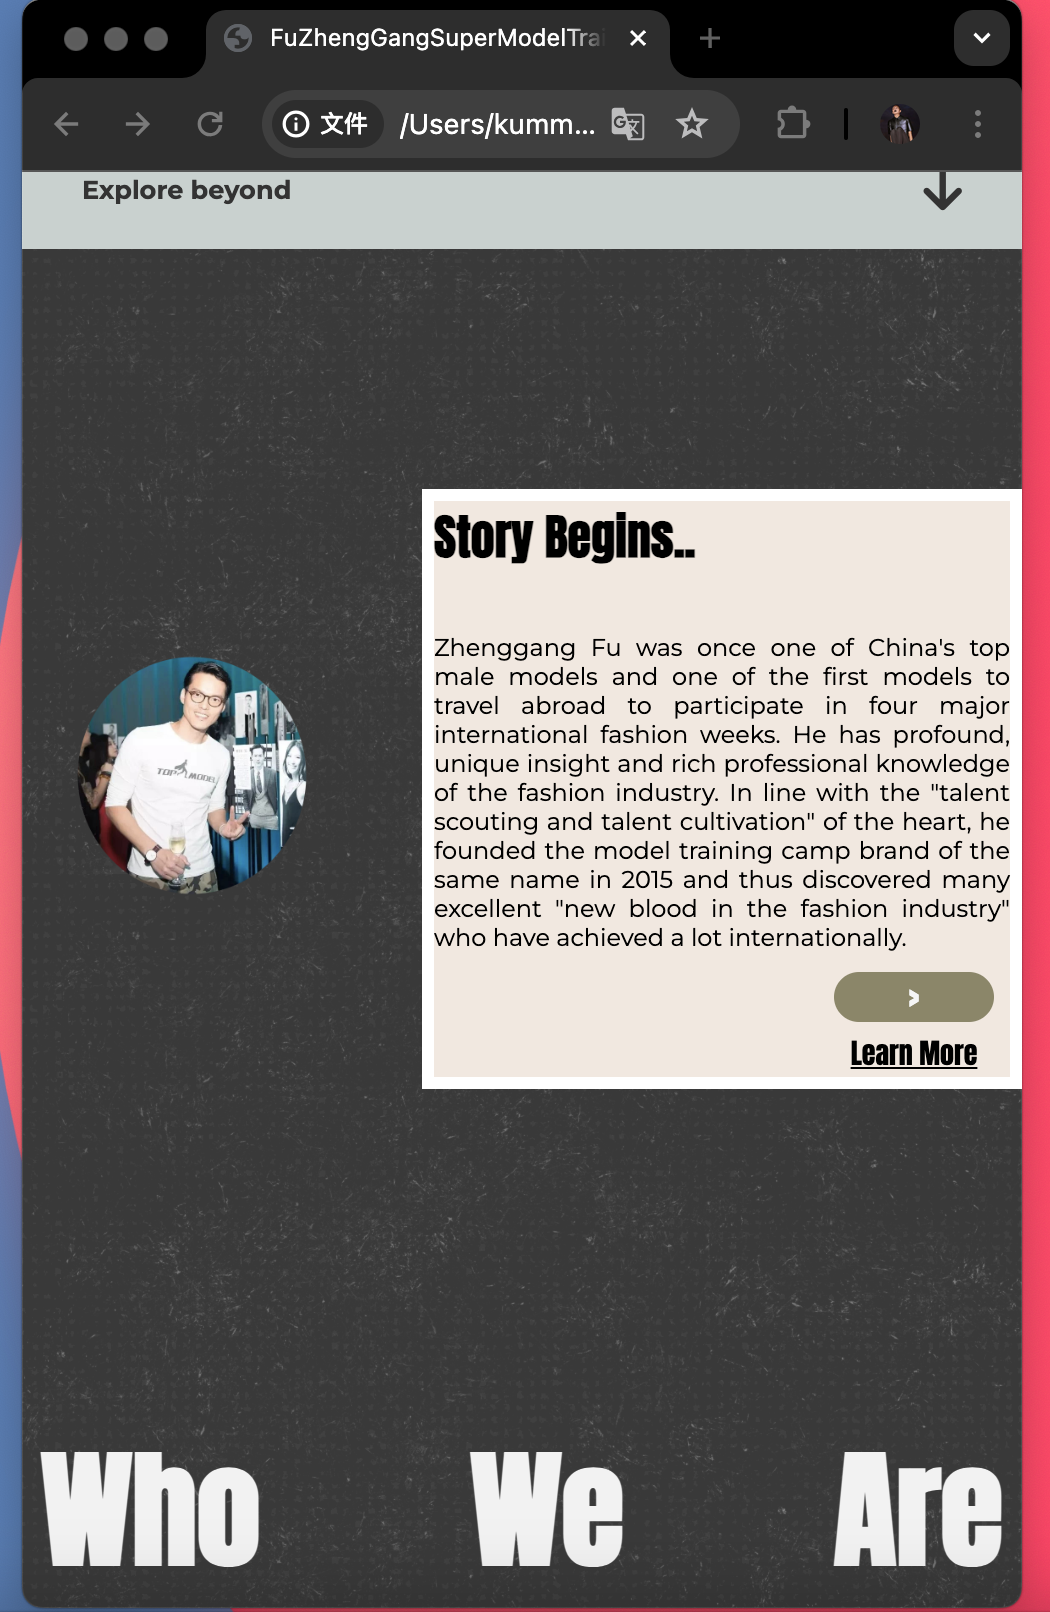 FuZhengGangSuperModelTrai
文件
/Users/kumm...
Explore beyond
Story Begins..
Zhenggang Fu was once one of China's top
male models and one of the first models to
travel abroad to participate in four major
international fashion weeks. He has profound,
unique insight and rich professional knowledge
of the fashion industry. In line with the "talent
scouting and talent cultivation" of the heart, he
founded the model training camp brand of the
same name in 2015 and thus discovered many
excellent "new blood in the fashion industry"
who have achieved a lot internationally.
TOP MODEL
>
Learn More
Who We Are